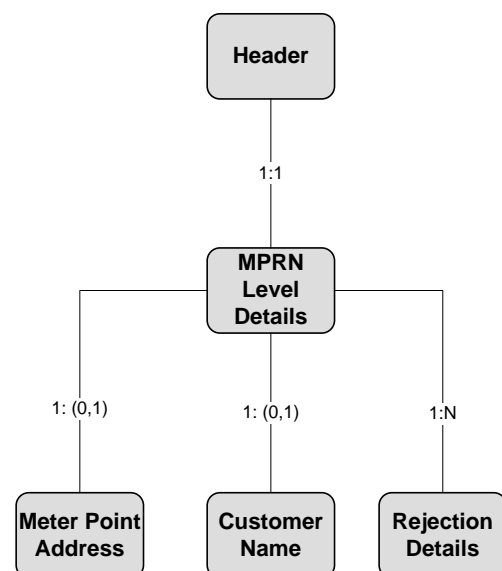 Header
1:1
MPRN
Level
Details
1: (0,1)
1: (0,1)
1:N
Meter Point
Address
Customer
Name
Rejection
Details